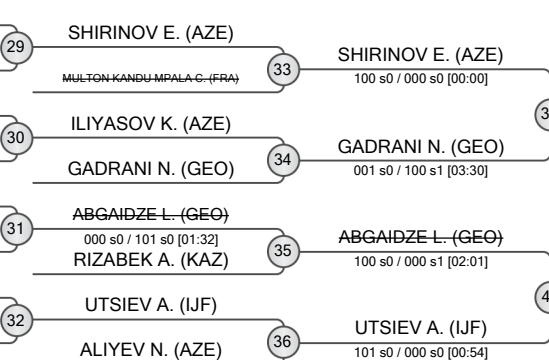 29
SHIRINOV E. (AZE)
MULTON KANDU MPALA C. (FRA)
33
SHIRINOV E. (AZE)
100 s0 / 000 s0 [00:00]
30
ILIYASOV K. (AZE)
GADRANI N. (GEO)
34
GADRANI N. (GEO)
001 s0 / 100 s1 [03:30]
31
ABGAIDZE L. (GEO)
000 s0 / 101 s0 [01:32]
RIZABEK A. (KAZ)
35
ABGAIDZE L. (GEO)
100 s0 / 000 s1 [02:01]
32
UTSIEV A. (IJF)
ALIYEV N. (AZE)
36
UTSIEV A. (IJF)
101 s0 / 000 s0 [00:54]